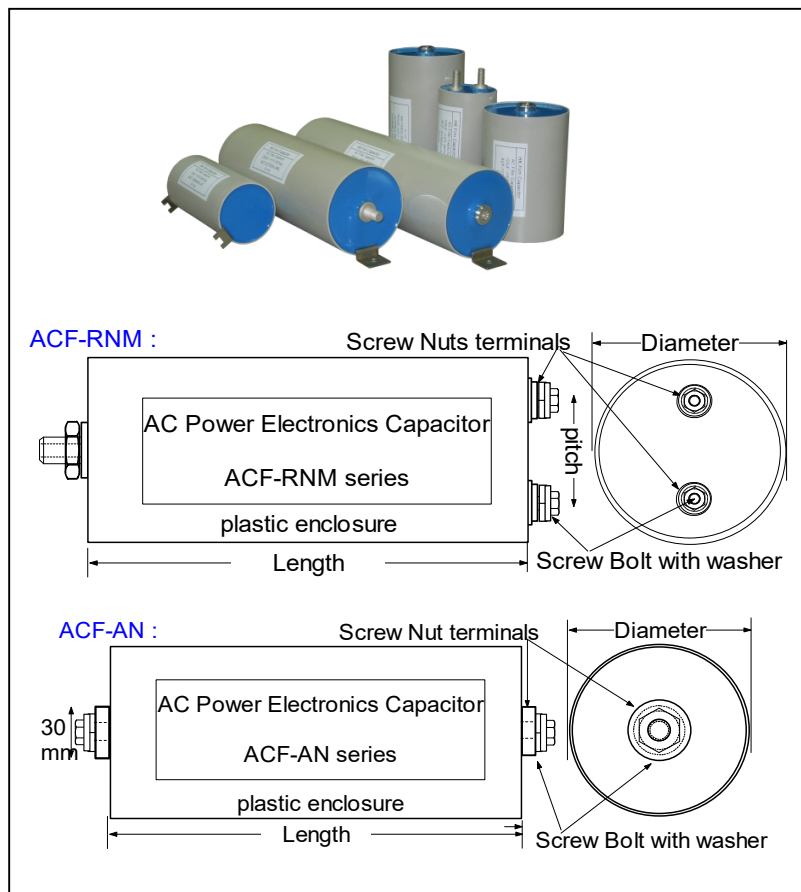 ACF-RNM :
Screw Nuts terminals
Diameter
AC Power Electronics Capacitor
ACF-RNM series
pitch
plastic enclosure
Length
Screw Bolt with washer
ACF-AN :
Screw Nut terminals
Diameter
AC Power Electronics Capacitor
ACF-AN series
30
mm
plastic enclosure
Length
Screw Bolt with washer